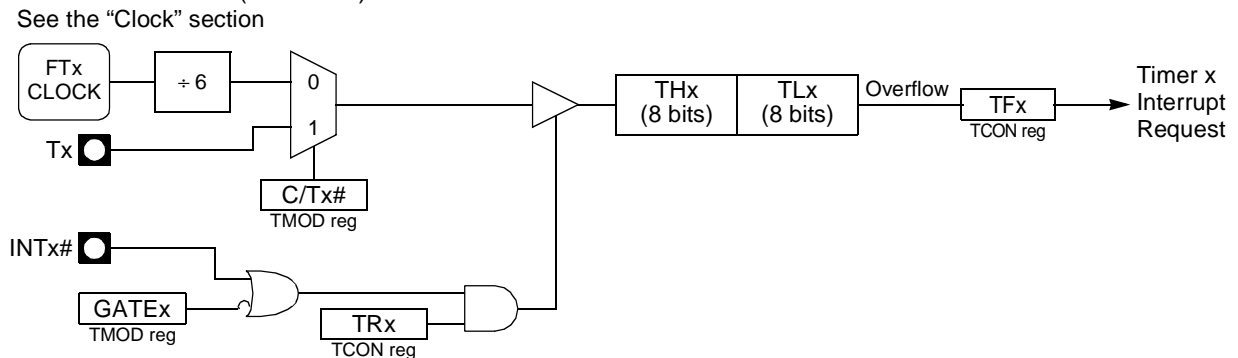 See the “Clock” section
FTx
CLOCK
÷ 6
0
1
Tx
C/Tx#
TMOD reg
THx
(8 bits)
TLx
(8 bits)
Overflow
TFx
TCON reg
Timer x
Interrupt
Request
INTx#
GATEx
TMOD reg
TRx
TCON reg